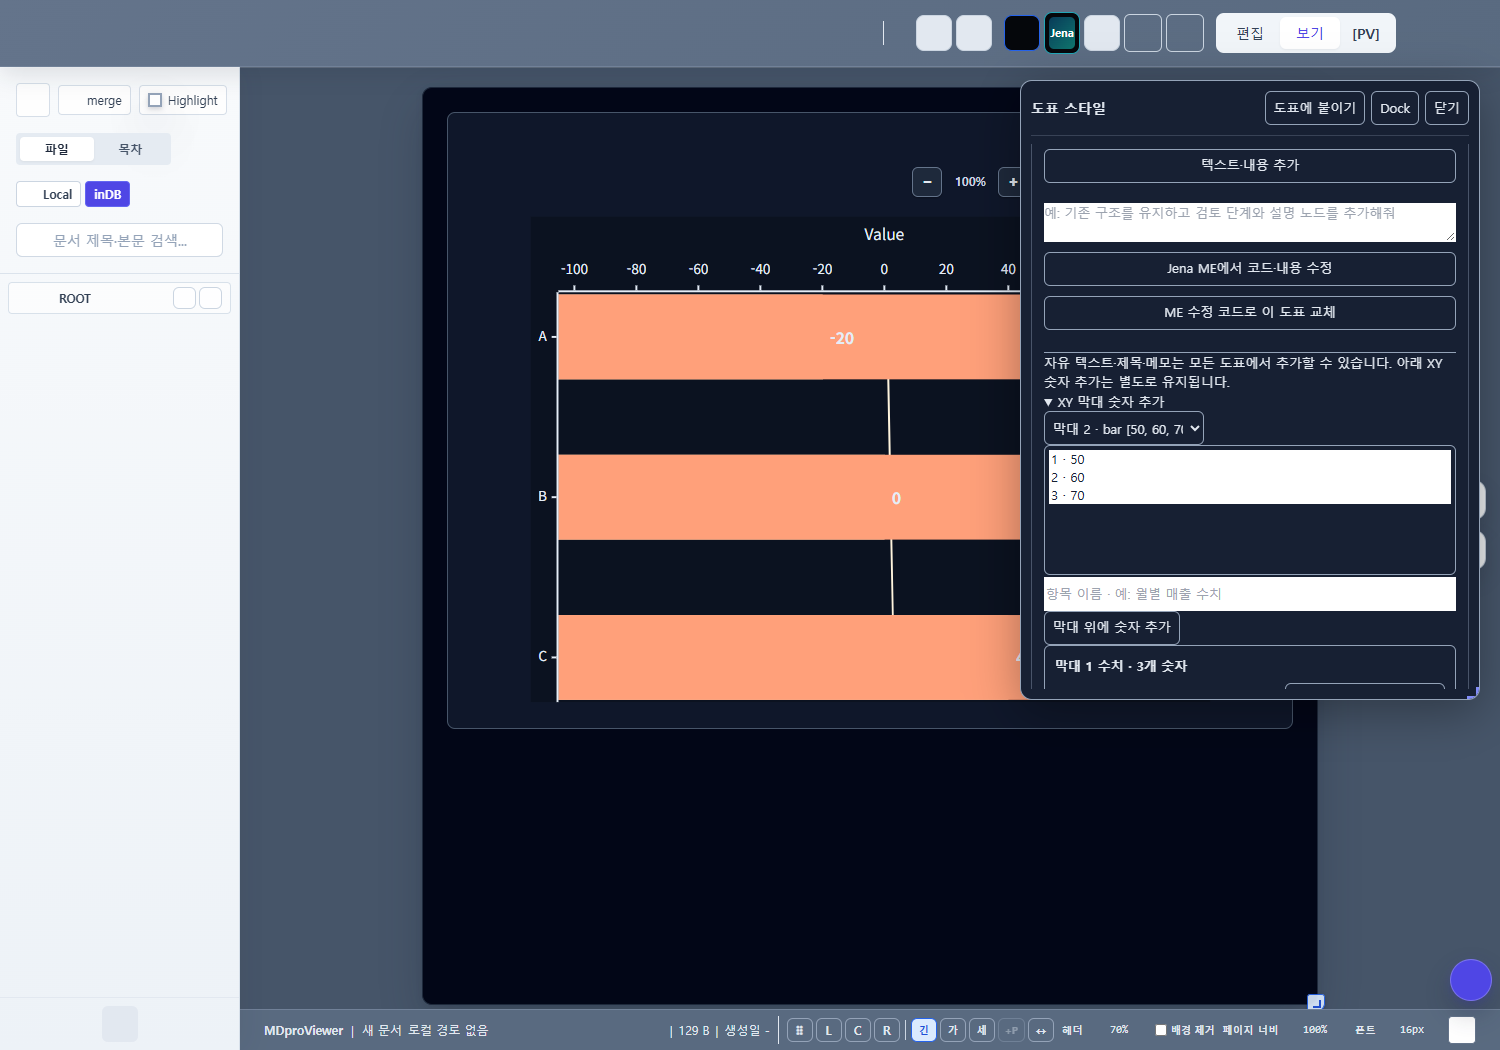 Jena
편집
보기
[PV]
merge
Highlight
파일
목차
Local
inDB
문서 제목·본문 검색...
ROOT
−
100%
+
Value
-100
-80
-60
-40
-20
0
20
40
A
-20
B
0
C
도표 스타일
도표에 붙이기
Dock
닫기
텍스트·내용 추가
예: 기존 구조를 유지하고 검토 단계와 설명 노드를 추가해줘
Jena ME에서 코드·내용 수정
ME 수정 코드로 이 도표 교체
자유 텍스트·제목·메모는 모든 도표에서 추가할 수 있습니다. 아래 XY
숫자 추가는 별도로 유지됩니다.
▼ XY 막대 숫자 추가
막대 2 · bar [50, 60, 70
1 · 50
2 · 60
3 · 70
항목 이름 · 예: 월별 매출 수치
막대 위에 숫자 추가
막대 1 수치 · 3개 숫자
MDproViewer | 새 문서 로컬 경로 없음
| 129 B | 생성일 -
L
C
R
긴
가
세
+P
↔
헤더
70%
배경 제거
페이지 너비
100%
폰트
16px